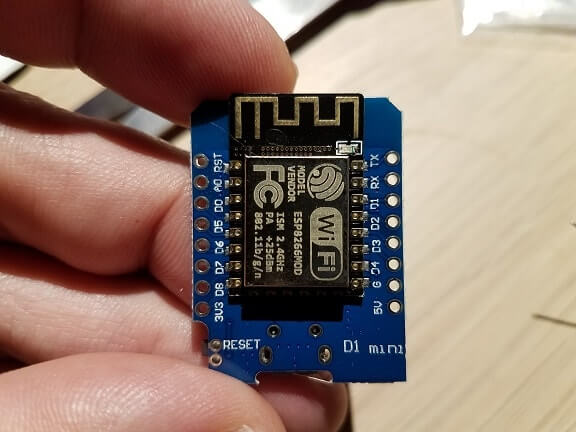 RST
A0
D0
D5
D6
D7
D8
3V3
TX
RX
D1
D2
D3
D4
G
5V
MODEL
VENDOR
ESP8266MOD
ISM 2.4GHz
PA +25dBm
802.11b/g/n
FC
WiFi
RESET
D1 mini